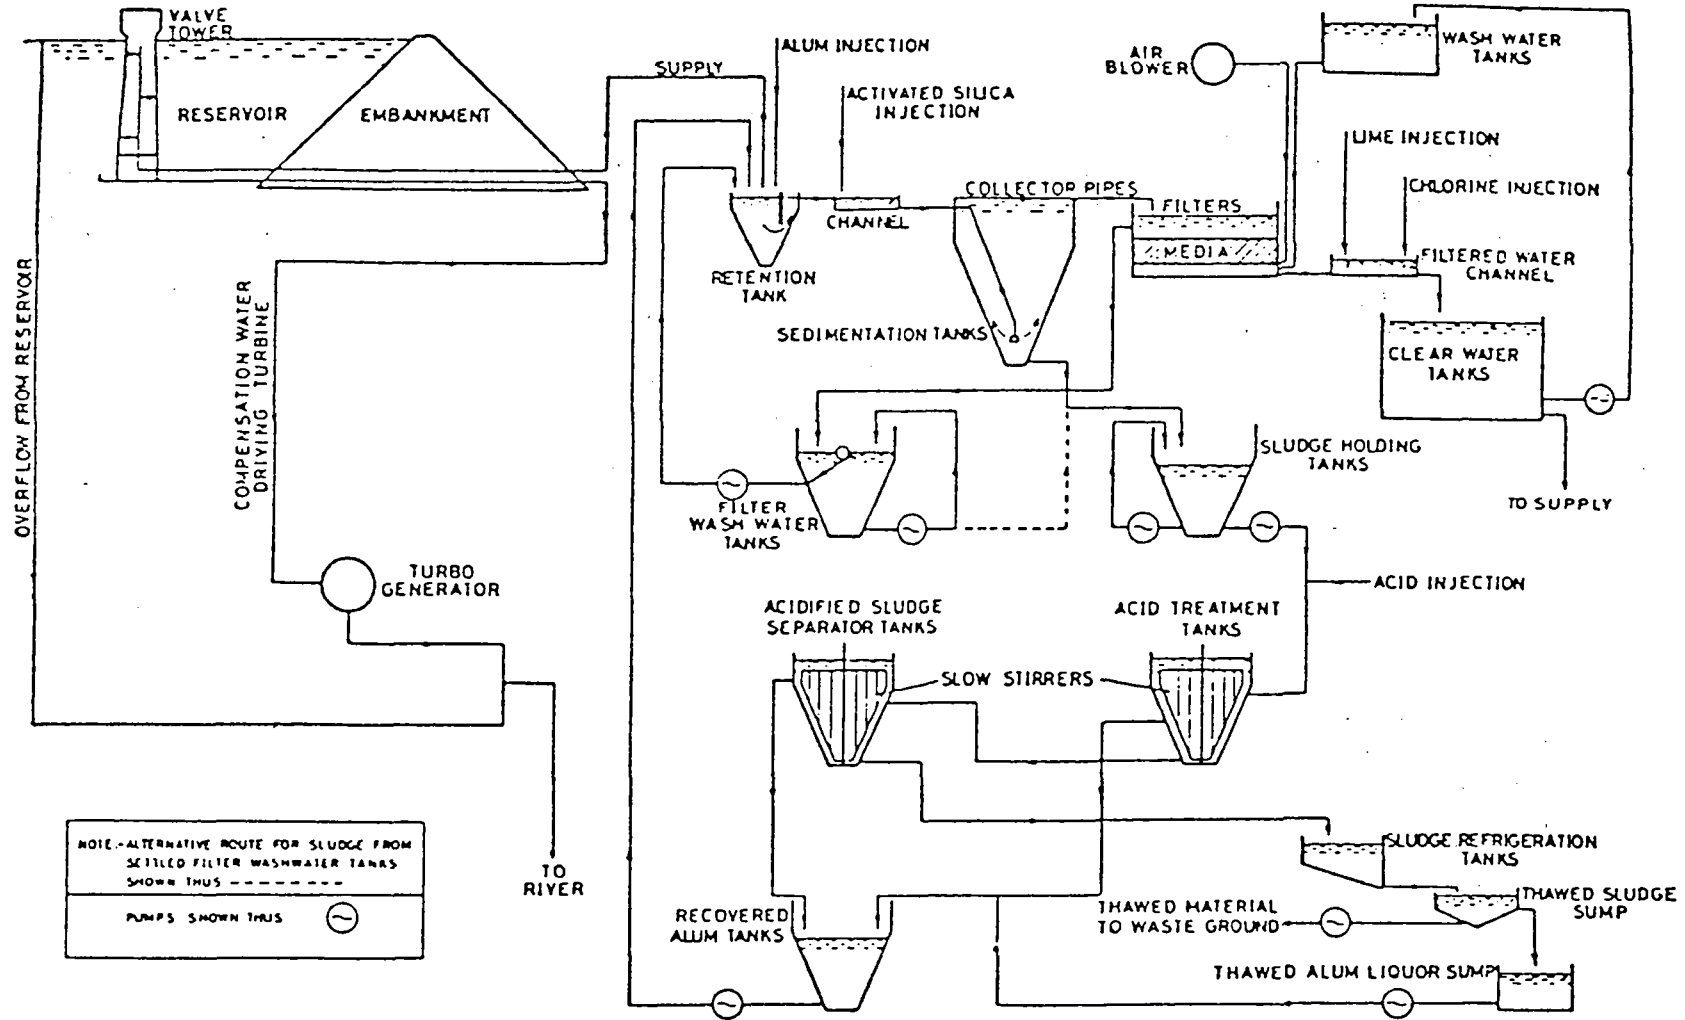 VALVE
TOWER
RESERVOIR
EMBANKMENT
SUPPLY
ALUM INJECTION
ACTIVATED SILICA
INJECTION
AIR
BLOWER
WASH WATER
TANKS
LIME INJECTION
CHLORINE INJECTION
COLLECTOR PIPES
FILTERS
MEDIA
CHANNEL
FILTERED WATER
CHANNEL
RETENTION
TANK
SEDIMENTATION TANKS
CLEAR WATER
TANKS
OVERFLOW FROM RESERVOIR
COMPENSATION WATER
DRIVING TURBINE
SLUDGE HOLDING
TANKS
TO SUPPLY
FILTER
WASH WATER
TANKS
TURBO
GENERATOR
ACID INJECTION
ACIDIFIED SLUDGE
SEPARATOR TANKS
ACID TREATMENT
TANKS
SLOW STIRRERS
NOTE:-ALTERNATIVE ROUTE FOR SLUDGE FROM
SETTLED FILTER WASHWATER TANKS
SHOWN THUS ----------
PUMPS SHOWN THUS
TO
RIVER
SLUDGE REFRIGERATION
TANKS
THAWED SLUDGE
SUMP
RECOVERED
ALUM TANKS
THAWED MATERIAL
TO WASTE GROUND
THAWED ALUM LIQUOR SUMP